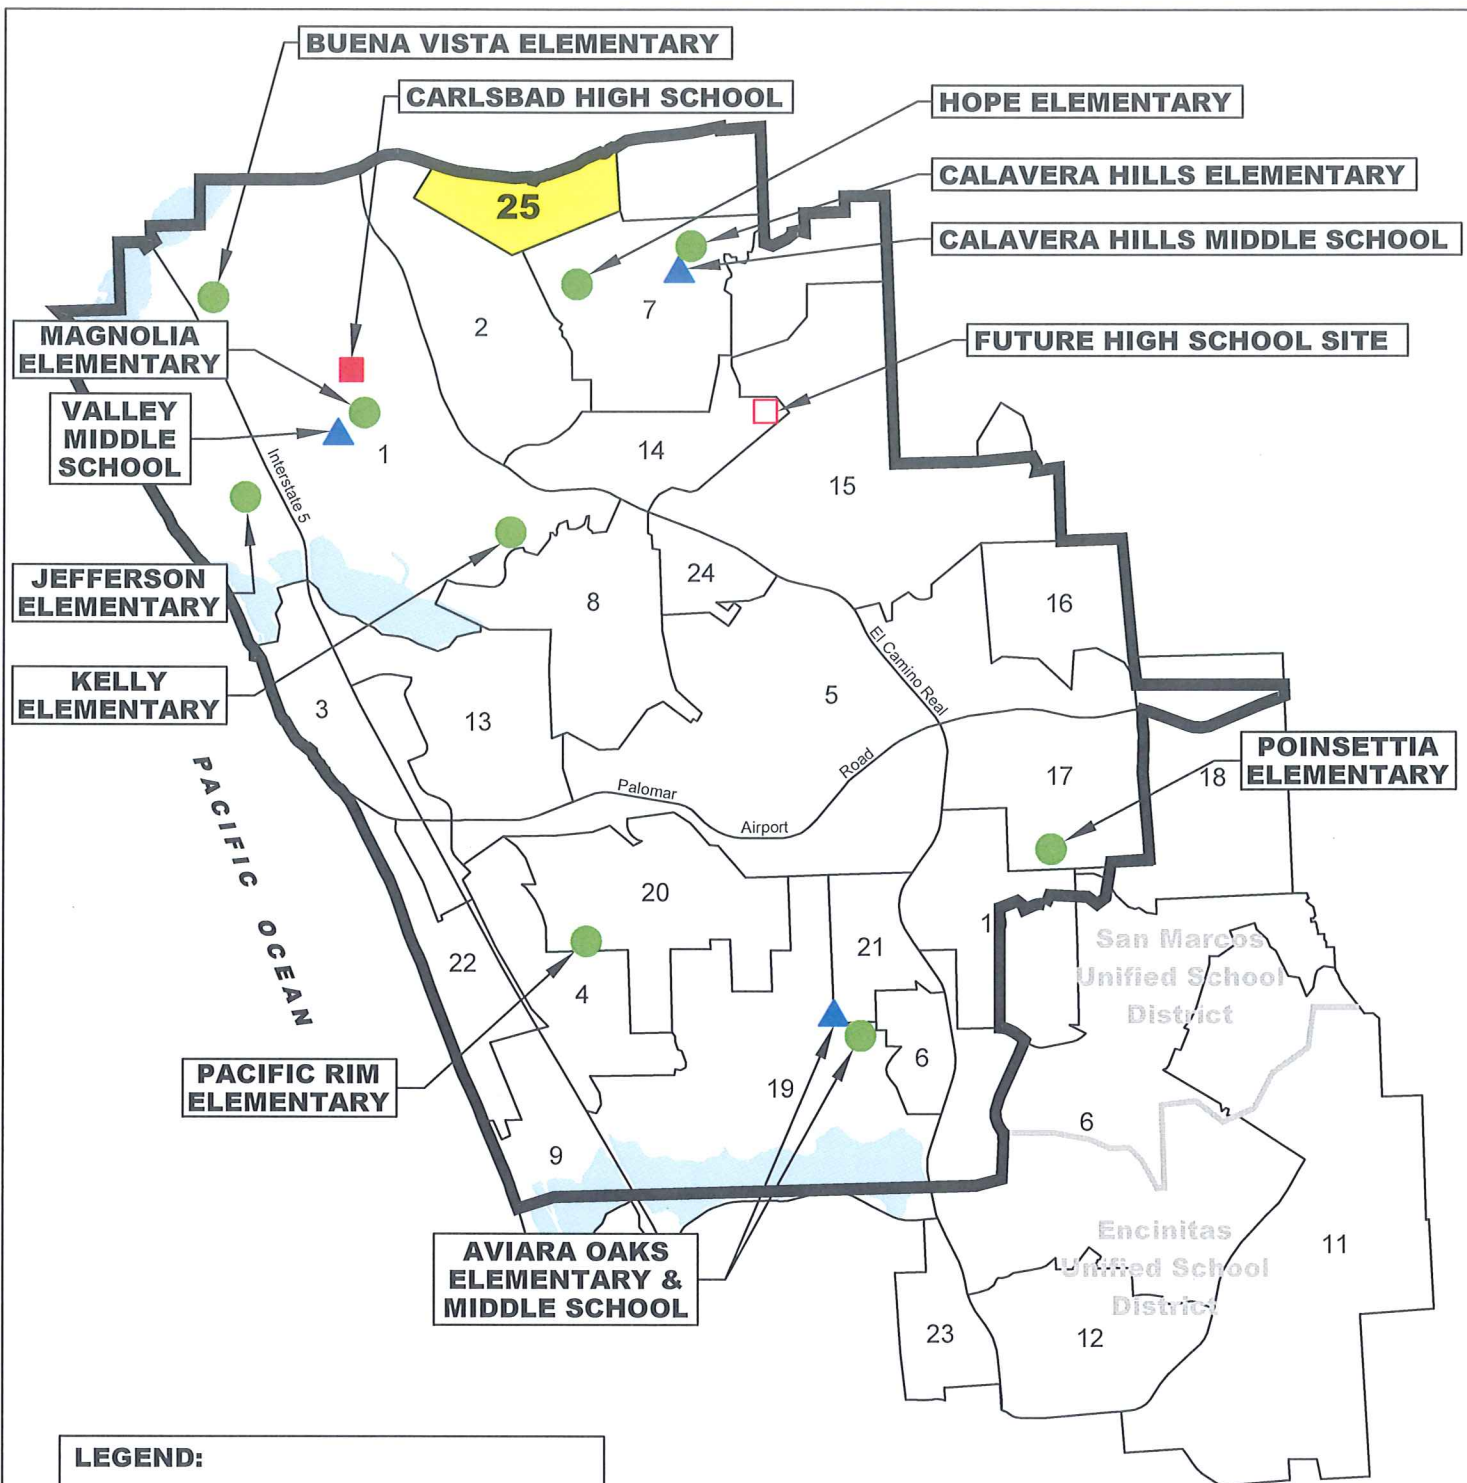 BUENA VISTA ELEMENTARY
CARLSBAD HIGH SCHOOL
HOPE ELEMENTARY
CALAVERA HILLS ELEMENTARY
25
CALAVERA HILLS MIDDLE SCHOOL
7
2
MAGNOLIA
ELEMENTARY
FUTURE HIGH SCHOOL SITE
VALLEY
MIDDLE
SCHOOL
1
14
15
Interstate 5
JEFFERSON
ELEMENTARY
24
8
16
El Camino Real
KELLY
ELEMENTARY
3
13
5
PACIFIC OCEAN
Palomar
Airport
Road
17
18
POINSETTIA
ELEMENTARY
20
22
4
21
1
San Marcos
Unified School
District
PACIFIC RIM
ELEMENTARY
19
6
6
9
AVIARA OAKS
ELEMENTARY &
MIDDLE SCHOOL
Encinitas
Unified School
District
11
23
12
LEGEND: